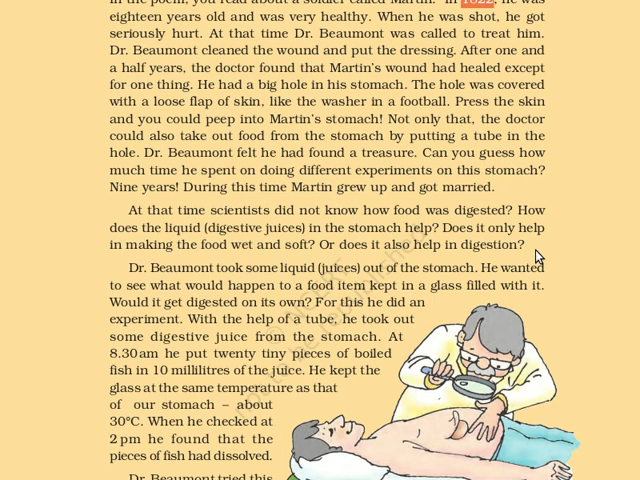 in the poem, you read about a soldier called Martin. In 1822, he was
eighteen years old and was very healthy. When he was shot, he got
seriously hurt. At that time Dr. Beaumont was called to treat him.
Dr. Beaumont cleaned the wound and put the dressing. After one and
a half years, the doctor found that Martin's wound had healed except
for one thing. He had a big hole in his stomach. The hole was covered
with a loose flap of skin, like the washer in a football. Press the skin
and you could peep into Martin's stomach! Not only that, the doctor
could also take out food from the stomach by putting a tube in the
hole. Dr. Beaumont felt he had found a treasure. Can you guess how
much time he spent on doing different experiments on this stomach?
Nine years! During this time Martin grew up and got married.
At that time scientists did not know how food was digested? How
does the liquid (digestive juices) in the stomach help? Does it only help
in making the food wet and soft? Or does it also help in digestion?
Dr. Beaumont took some liquid (juices) out of the stomach. He wanted
to see what would happen to a food item kept in a glass filled with it.
Would it get digested on its own? For this he did an
experiment. With the help of a tube, he took out
some digestive juice from the stomach. At
8.30 am he put twenty tiny pieces of boiled
fish in 10 millilitres of the juice. He kept the
glass at the same temperature as that
of our stomach – about
30°C. When he checked at
2 pm he found that the
pieces of fish had dissolved.
Dr. Beaumont tried this
© NCERT
not to be republished